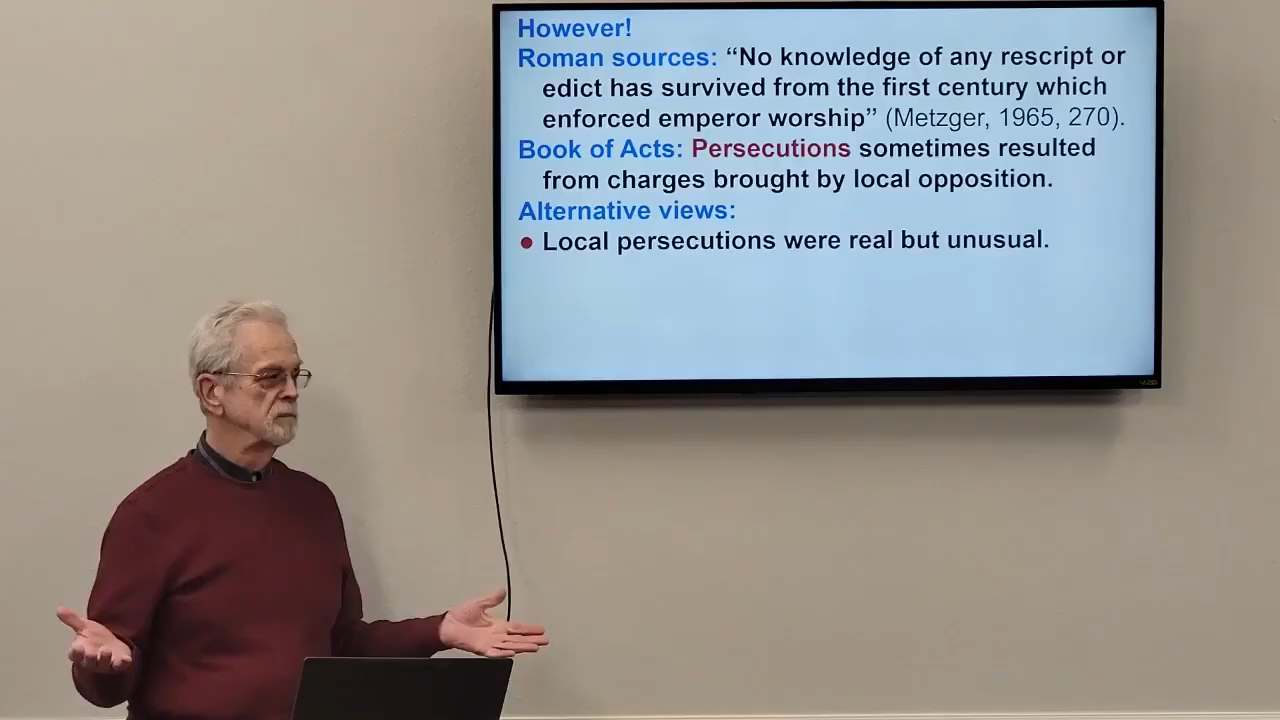 However!
Roman sources: “No knowledge of any rescript or
edict has survived from the first century which
enforced emperor worship” (Metzger, 1965, 270).
Book of Acts: Persecutions sometimes resulted
from charges brought by local opposition.
Alternative views:
● Local persecutions were real but unusual.
VIZIO